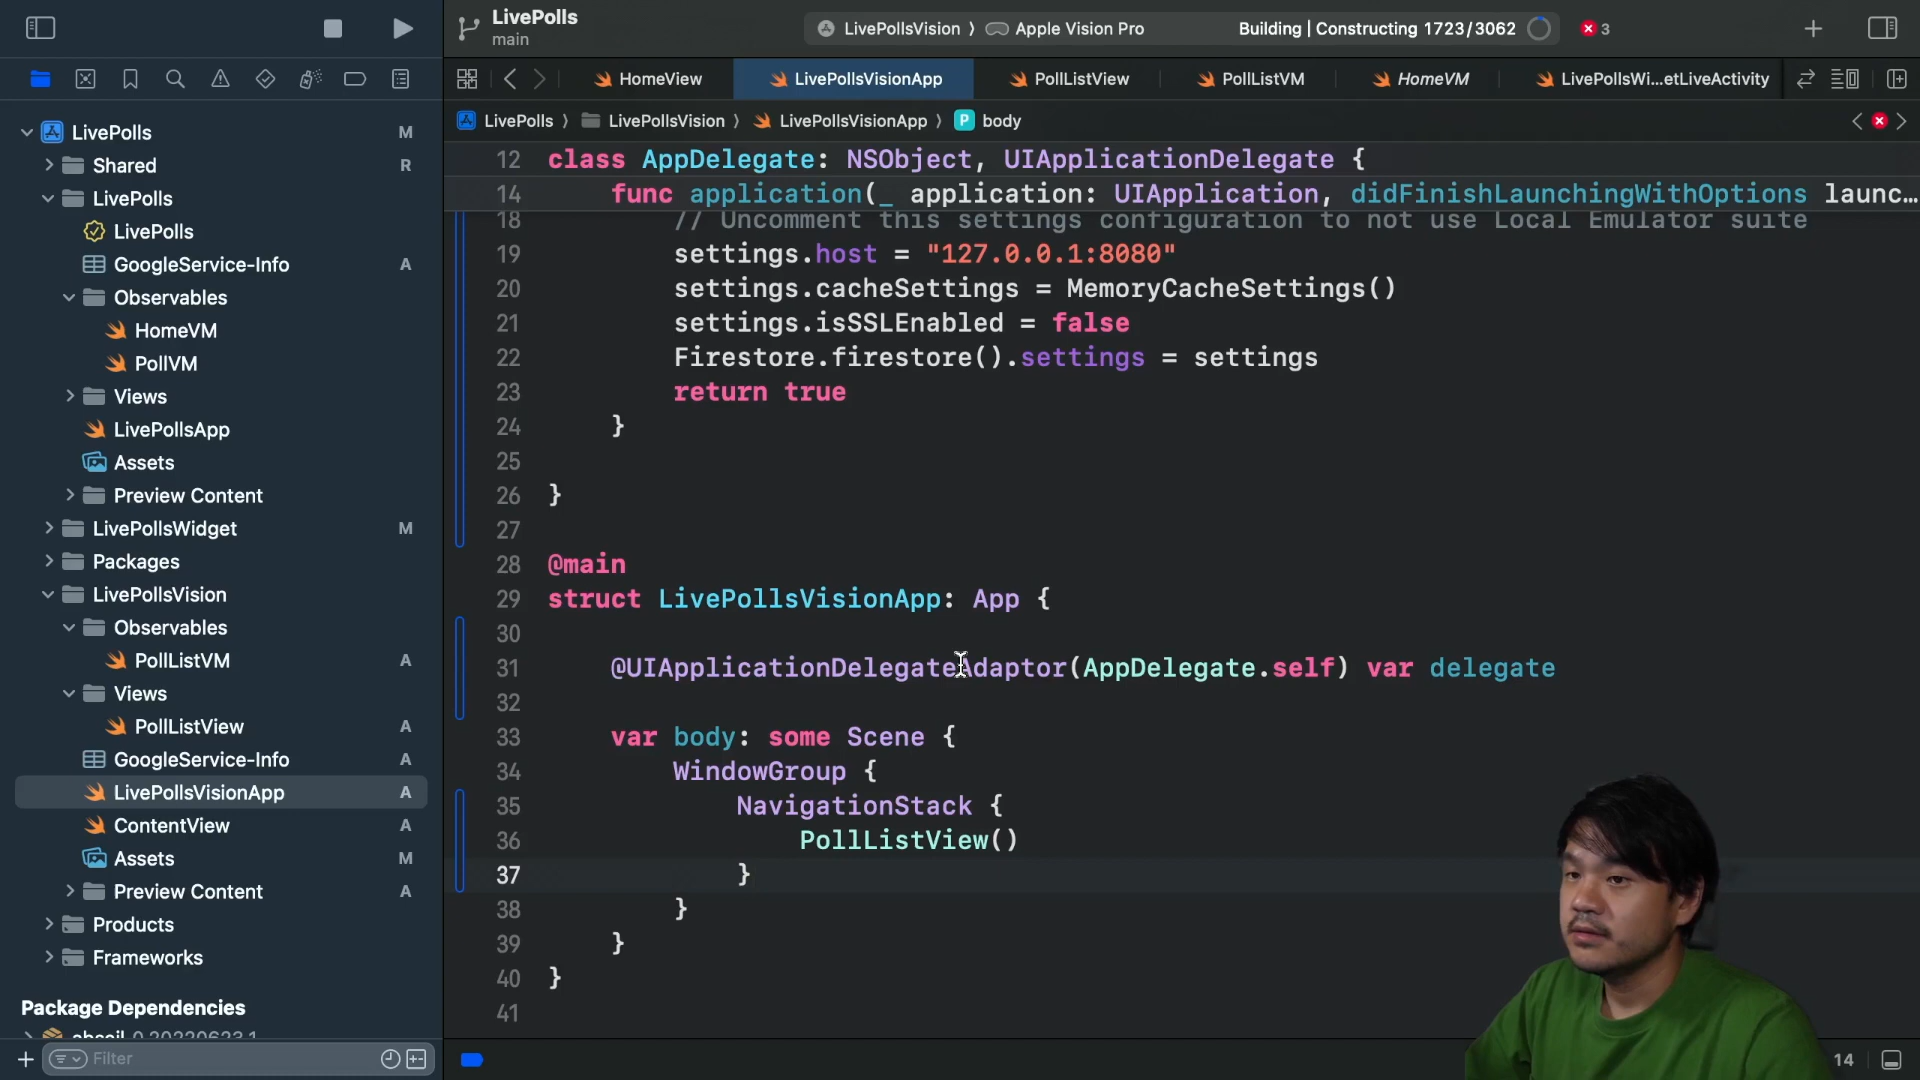 LivePolls
main
LivePollsVision ⟩ Apple Vision Pro
Building | Constructing 1723/3062
3
HomeView
LivePollsVisionApp
PollListView
PollListVM
HomeVM
LivePollsWi...etLiveActivity
LivePolls ⟩ LivePollsVision ⟩ LivePollsVisionApp ⟩ P body
LivePolls M
Shared R
LivePolls
LivePolls
GoogleService-Info A
Observables
HomeVM
PollVM
Views
LivePollsApp
Assets
Preview Content
LivePollsWidget M
Packages
LivePollsVision
Observables
PollListVM A
Views
PollListView A
GoogleService-Info A
LivePollsVisionApp A
ContentView A
Assets M
Preview Content A
Products
Frameworks
Package Dependencies
abseil 0.20220623.1
Filter
12 class AppDelegate: NSObject, UIApplicationDelegate {
14 func application(_ application: UIApplication, didFinishLaunchingWithOptions launc...
18 // Uncomment this settings configuration to not use Local Emulator suite
19 settings.host = "127.0.0.1:8080"
20 settings.cacheSettings = MemoryCacheSettings()
21 settings.isSSLEnabled = false
22 Firestore.firestore().settings = settings
23 return true
24 }
25
26 }
27
28 @main
29 struct LivePollsVisionApp: App {
30
31 @UIApplicationDelegateAdaptor(AppDelegate.self) var delegate
32
33 var body: some Scene {
34 WindowGroup {
35 NavigationStack {
36 PollListView()
37 }
38 }
39 }
40 }
41
14